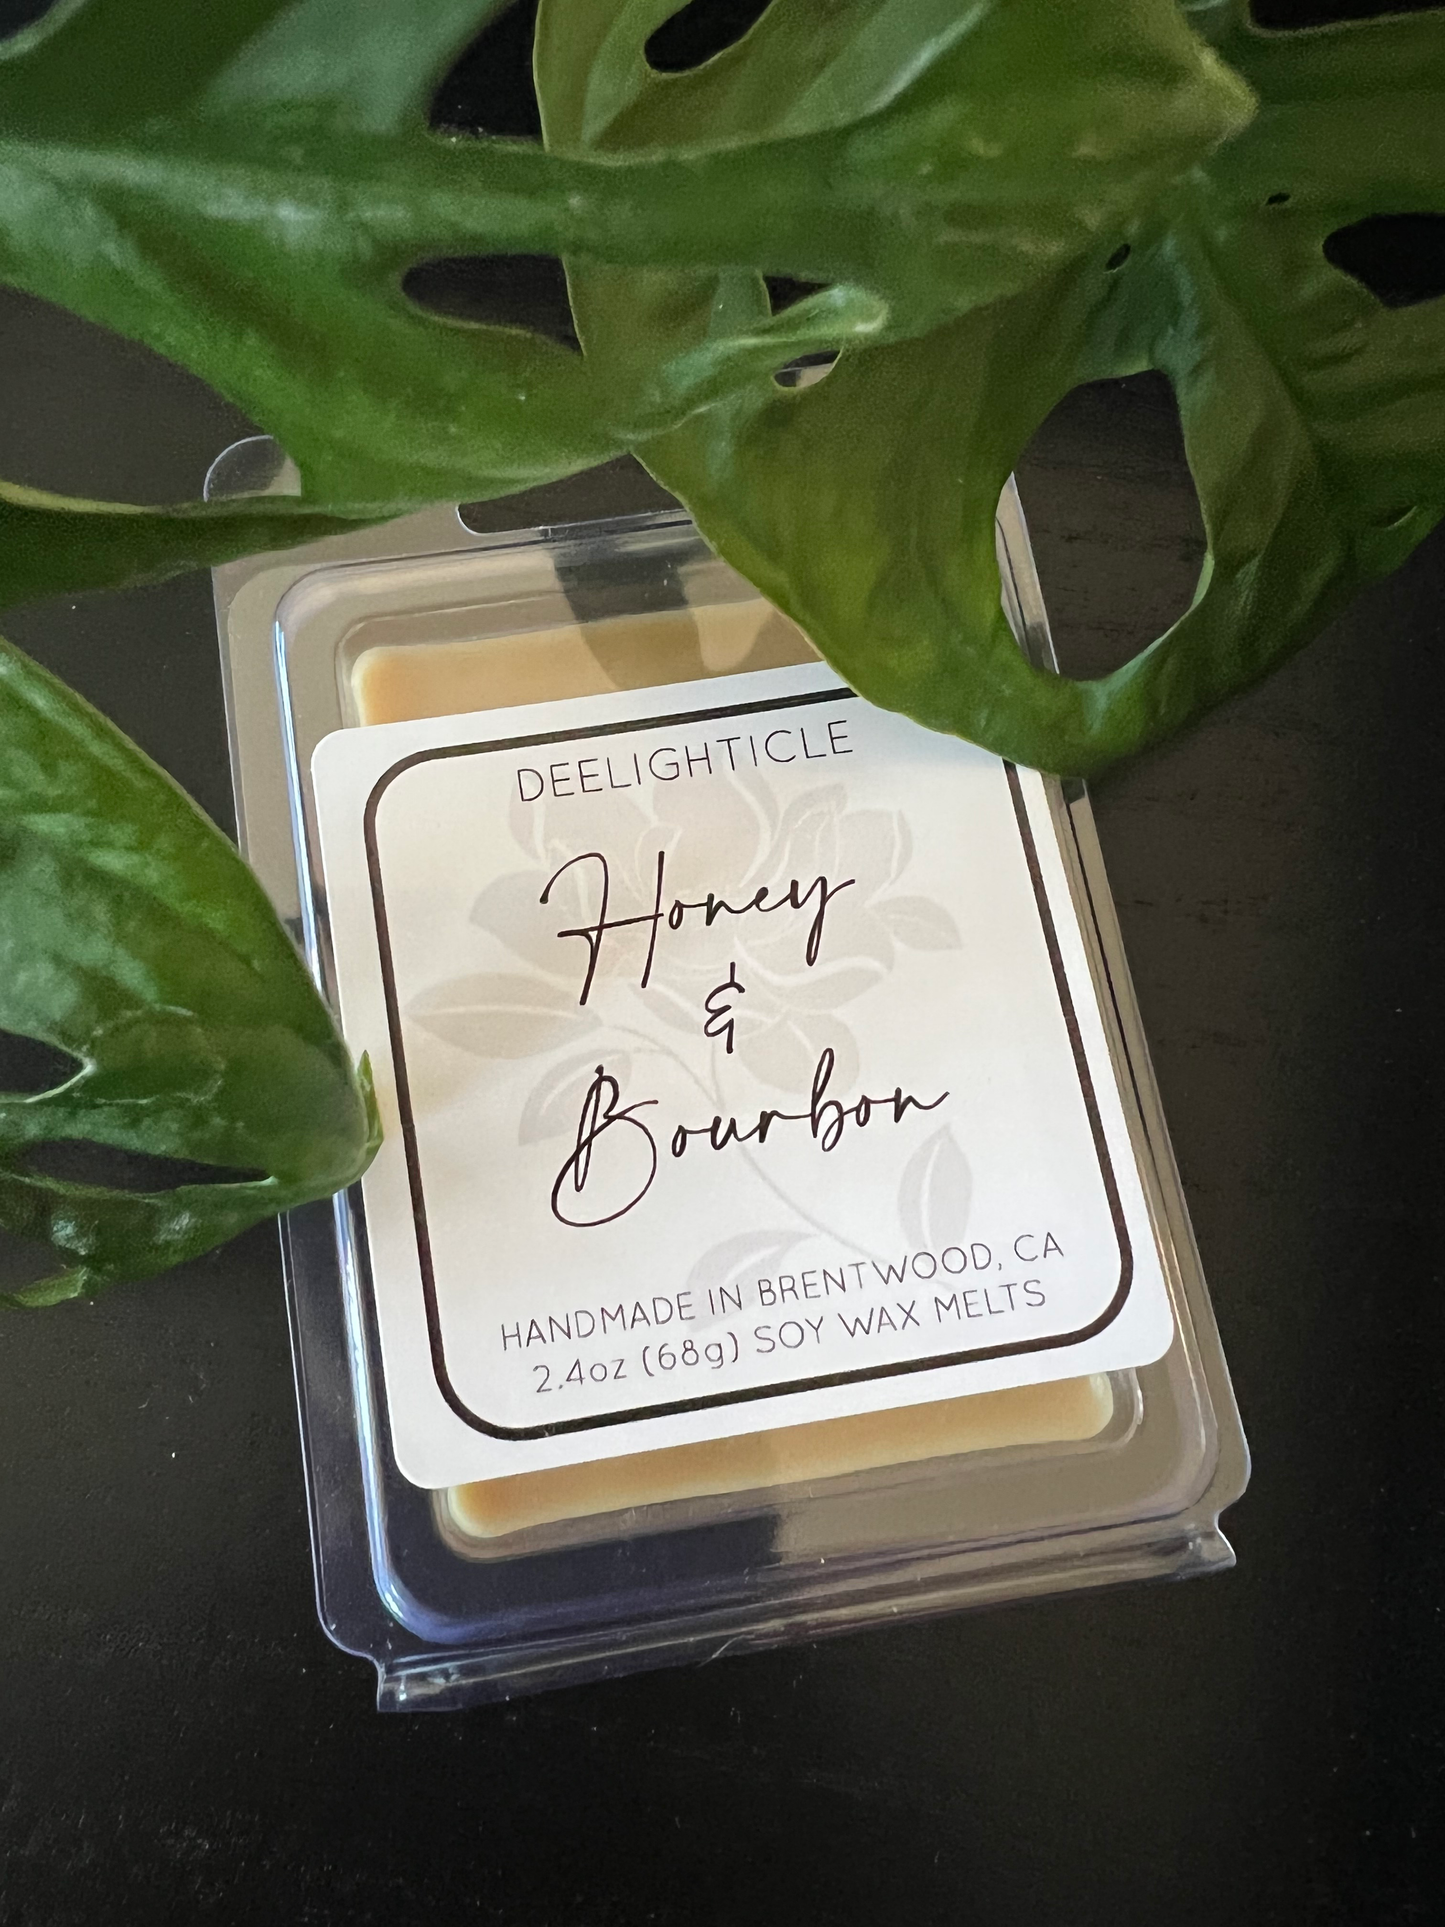 DEELIGHTICLE
Honey
&
Bourbon
HANDMADE IN BRENTWOOD, CA
2.4oz (68g) SOY WAX MELTS